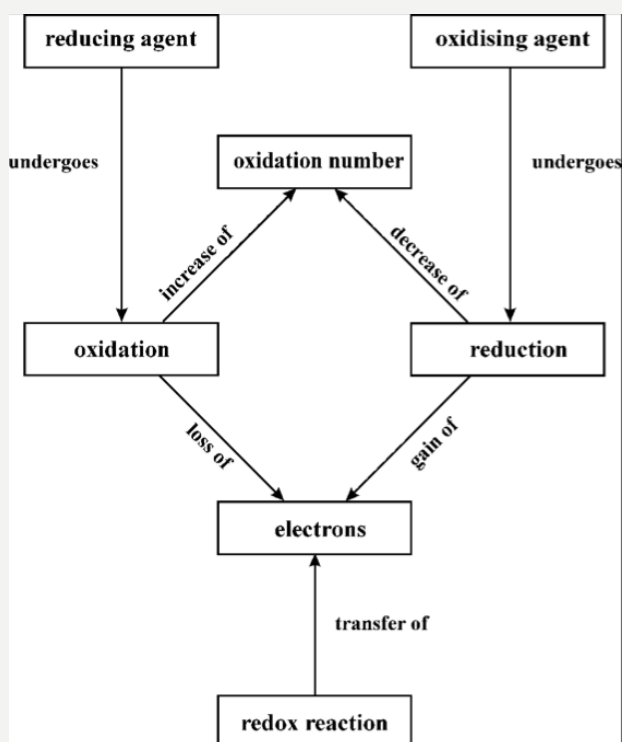 reducing agent
oxidising agent
undergoes
oxidation number
undergoes
increase of
decrease of
oxidation
reduction
loss of
gain of
electrons
transfer of
redox reaction